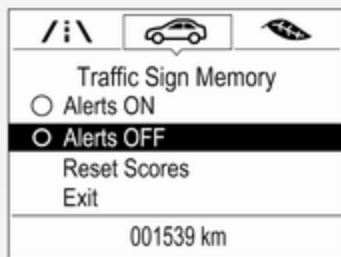 Traffic Sign Memory
Alerts ON
Alerts OFF
Reset Scores
Exit
001539 km